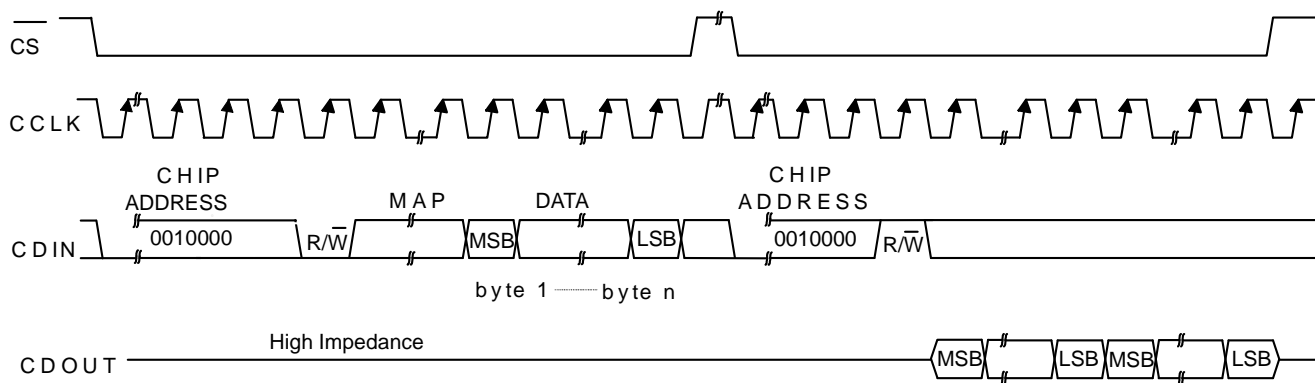 CS
CCLK
CHIP
ADDRESS
MAP
DATA
CHIP
ADDRESS
CDIN
0010000
R/W
MSB
LSB
0010000
R/W
byte 1 byte n
High Impedance
CDOUT
MSB
LSB
MSB
LSB